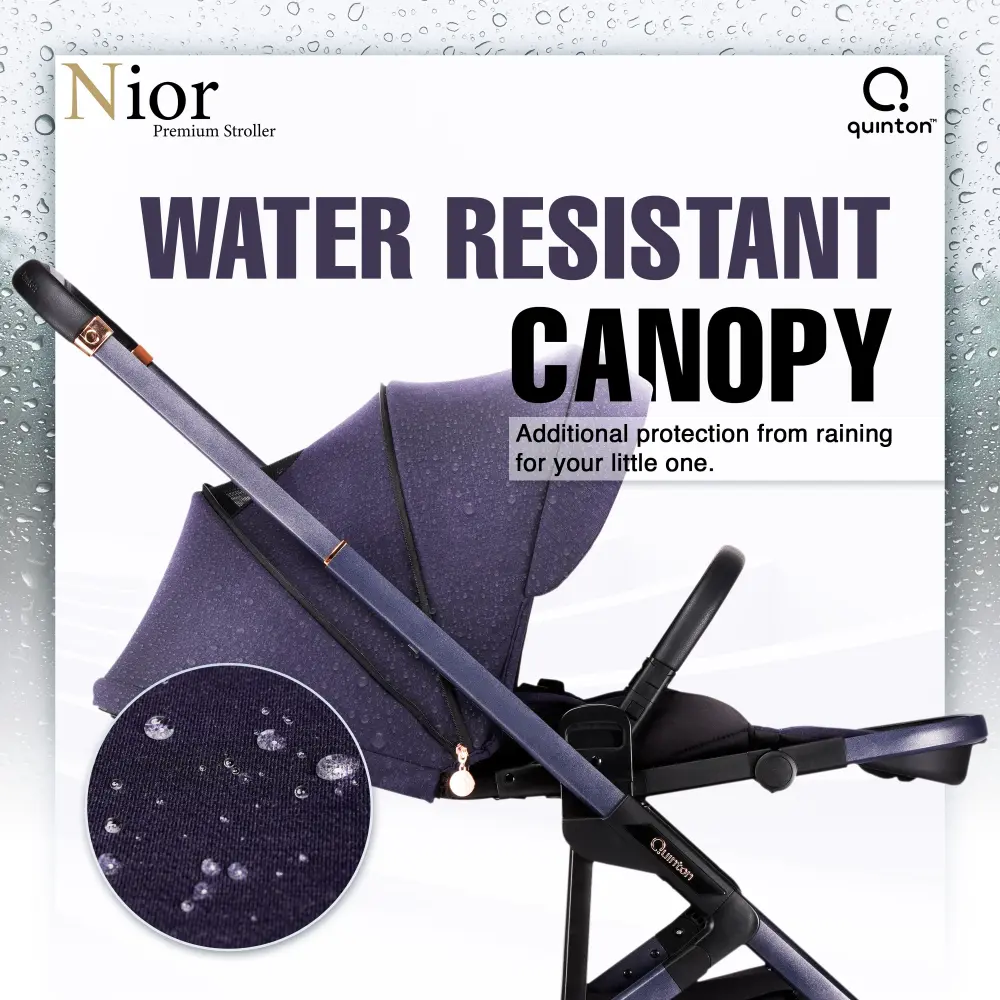 Nior
Premium Stroller
quinton™
WATER RESISTANT
CANOPY
Additional protection from raining
for your little one.
Quinton